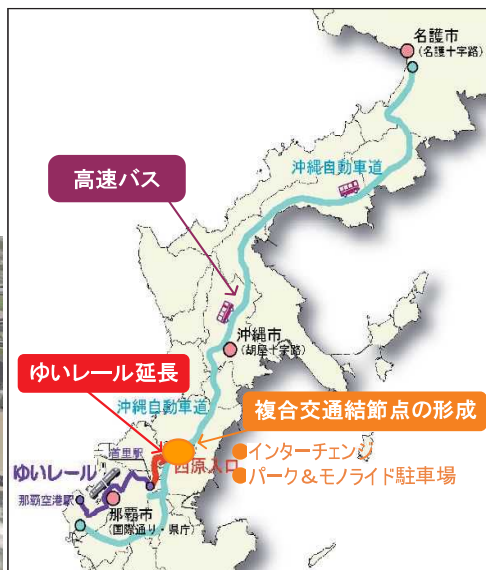 名護市
(名護十字路)
沖縄自動車道
高速バス
沖縄市
(胡屋十字路)
ゆいレール延長
沖縄自動車道
複合交通結節点の形成
首里駅
西原入口
●インターチェンジ
●パーク＆モノライド駐車場
ゆいレール
那覇空港駅
那覇市
(国際通り・県庁)